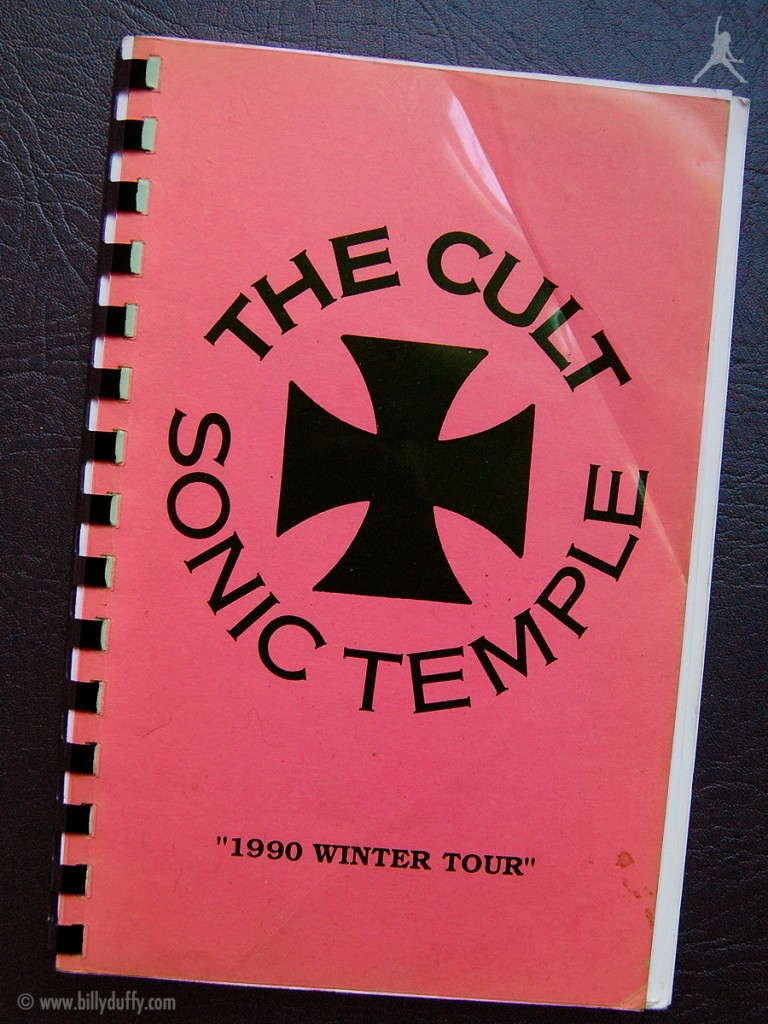 THE CULT
SONIC TEMPLE
"1990 WINTER TOUR"
© www.billyduffy.com